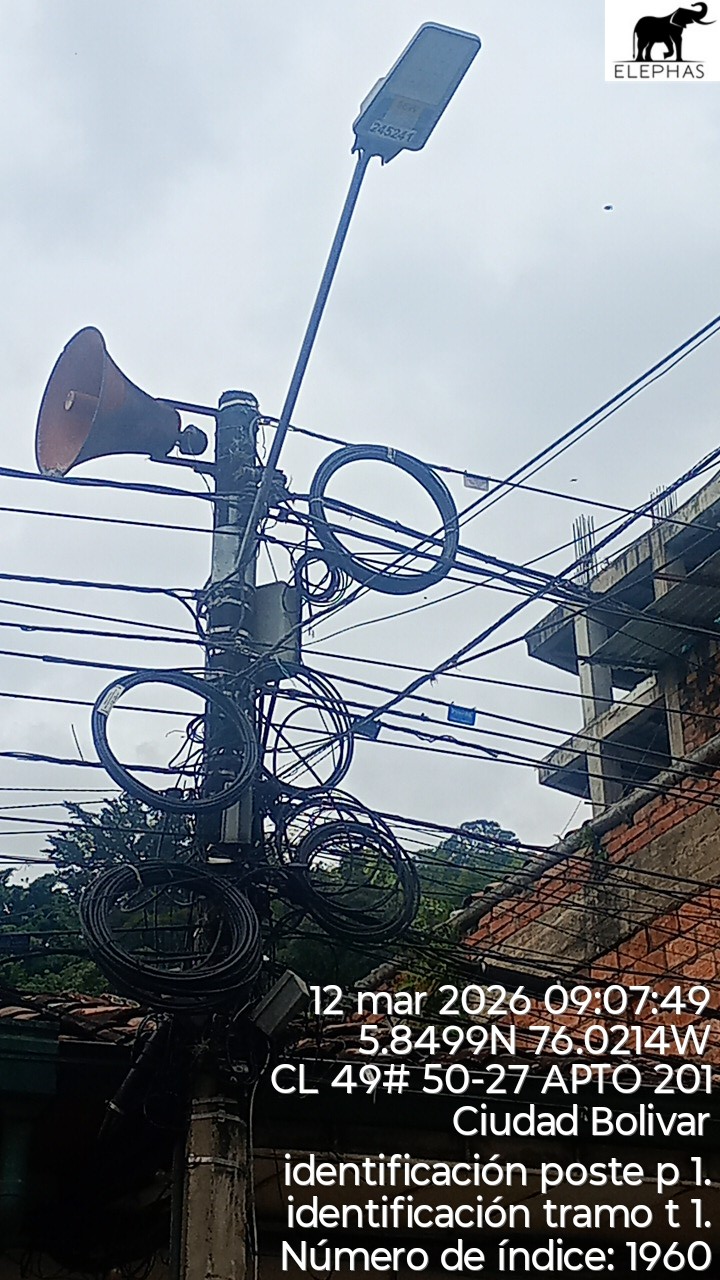 ELEPHAS
245241
12 mar 2026 09:07:49
5.8499N 76.0214W
CL 49# 50-27 APTO 201
Ciudad Bolivar
identificación poste p 1.
identificación tramo t 1.
Número de índice: 1960